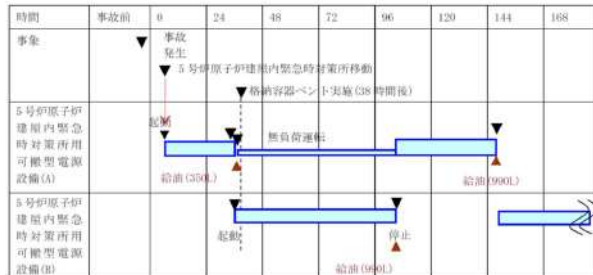 時間 事故前 0 24 48 72 96 120 144 168
事象
事故
発生
5号炉原子炉建屋内緊急時対策所移動
格納容器ベント実施(38時間後)
5号炉原子炉
建屋内緊急
時対策所用
可搬型電源
設備(A)
起動
無負荷運転
給油(350L)
給油(990L)
5号炉原子炉
建屋内緊急
時対策所用
可搬型電源
設備(B)
起動
停止
給油(990L)